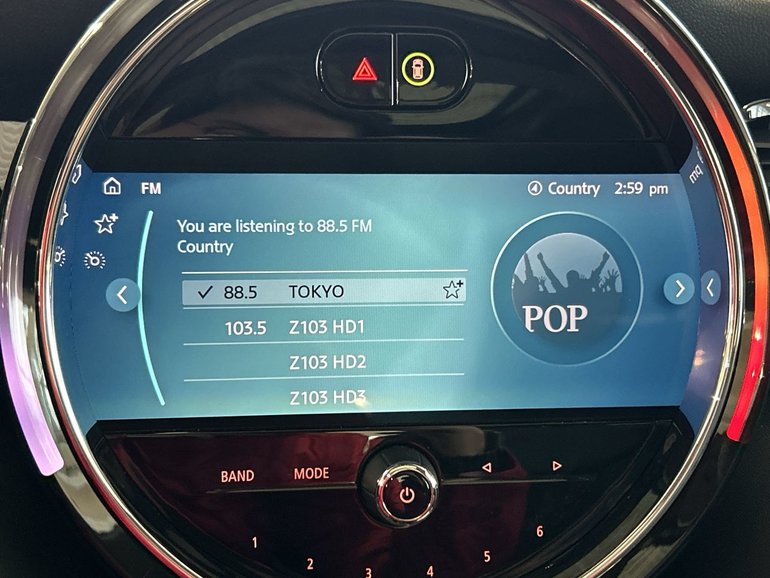 FM
Country 2:59 pm
You are listening to 88.5 FM
Country
88.5 TOKYO
103.5 Z103 HD1
Z103 HD2
Z103 HD3
POP
BAND MODE
1 2 3 4 5 6